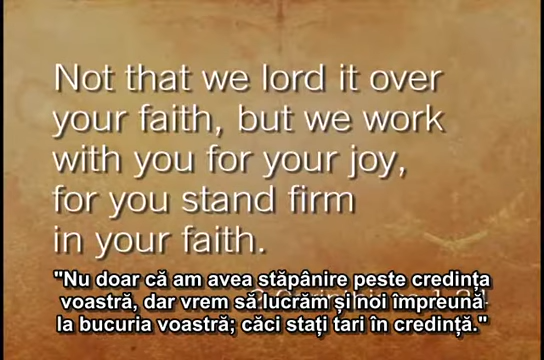 Not that we lord it over
your faith, but we work
with you for your joy,
for you stand firm
in your faith.
"Nu doar că am avea stăpânire peste credința
voastră, dar vrem să lucrăm și noi împreună
la bucuria voastră; căci stați tari în credință."